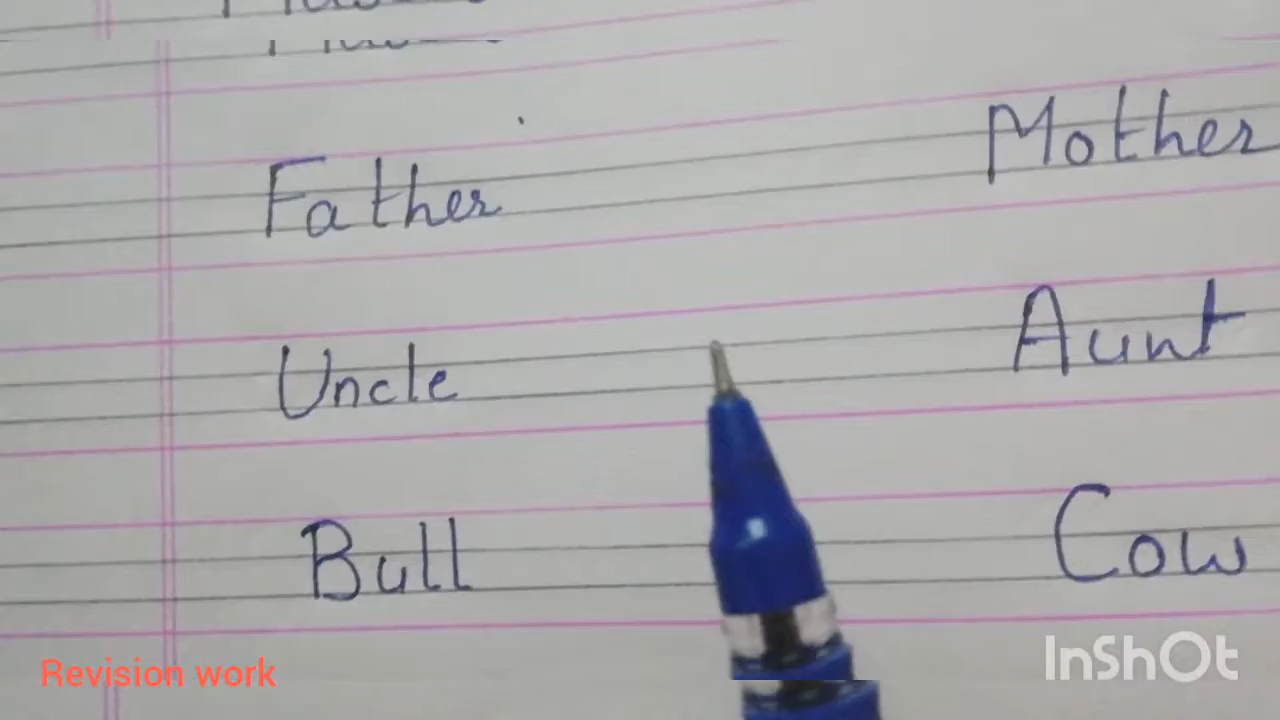 Father Mother
Uncle Aunt
Bull Cow
Revision work InShOt